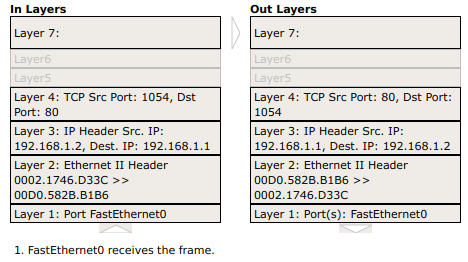 In Layers
Layer 7:
Layer6
Layer5
Layer 4: TCP Src Port: 1054, Dst
Port: 80
Layer 3: IP Header Src. IP:
192.168.1.2, Dest. IP: 192.168.1.1
Layer 2: Ethernet II Header
0002.1746.D33C >>
00D0.582B.B1B6
Layer 1: Port FastEthernet0
Out Layers
Layer 7:
Layer6
Layer5
Layer 4: TCP Src Port: 80, Dst Port:
1054
Layer 3: IP Header Src. IP:
192.168.1.1, Dest. IP: 192.168.1.2
Layer 2: Ethernet II Header
00D0.582B.B1B6 >>
0002.1746.D33C
Layer 1: Port(s): FastEthernet0
1. FastEthernet0 receives the frame.